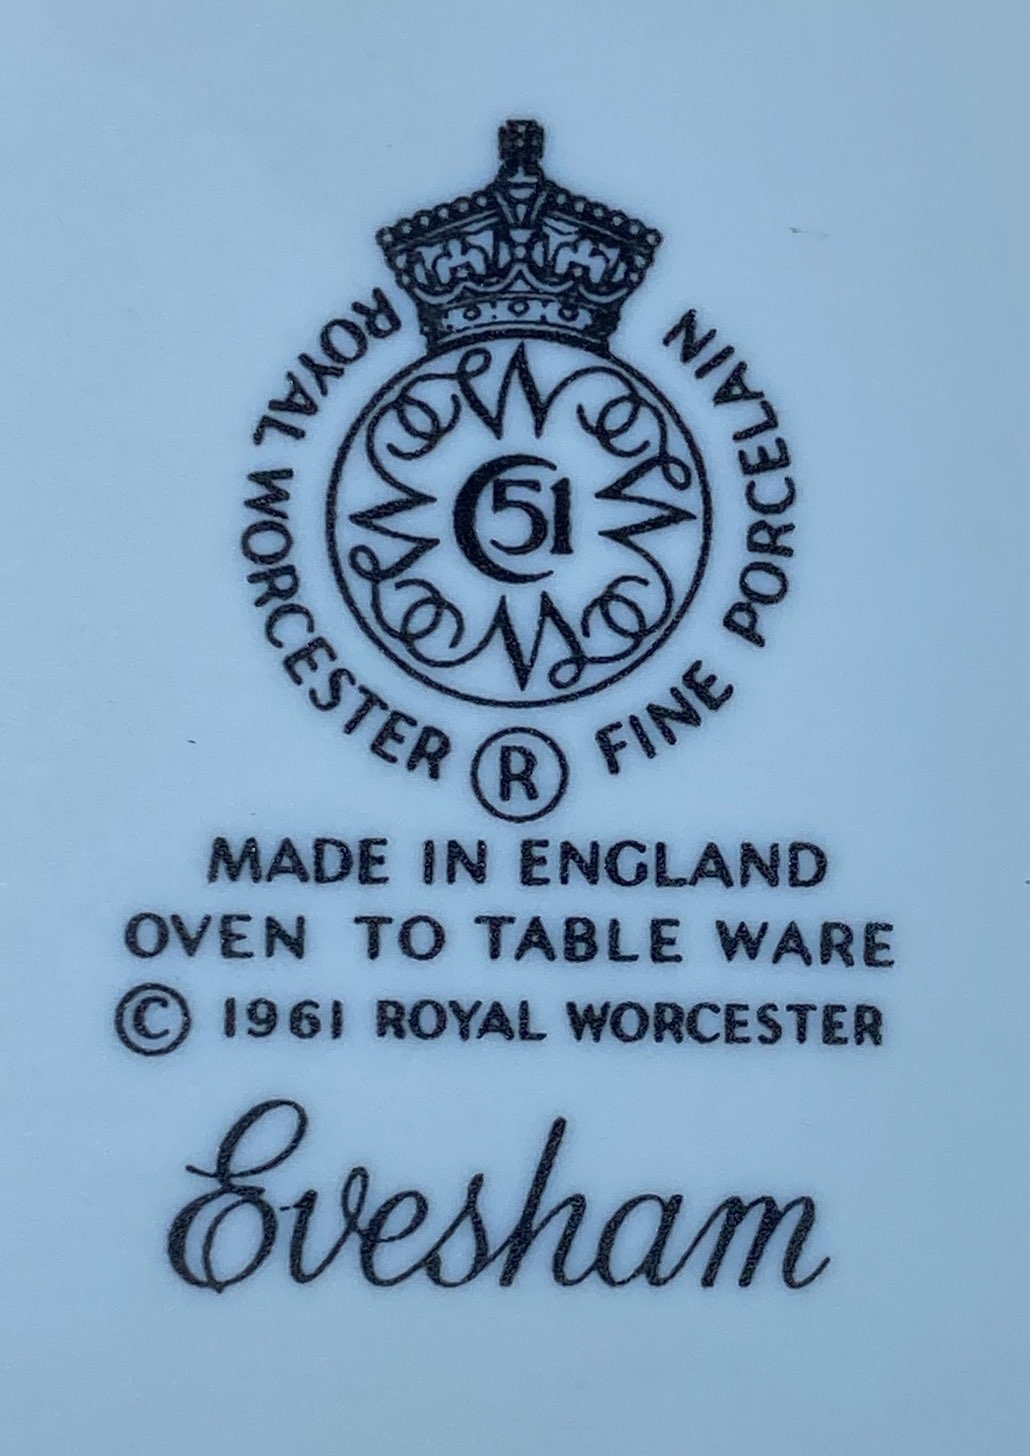 ROYAL WORCESTER ® FINE PORCELAIN
C51
MADE IN ENGLAND
OVEN TO TABLE WARE
© 1961 ROYAL WORCESTER
Evesham